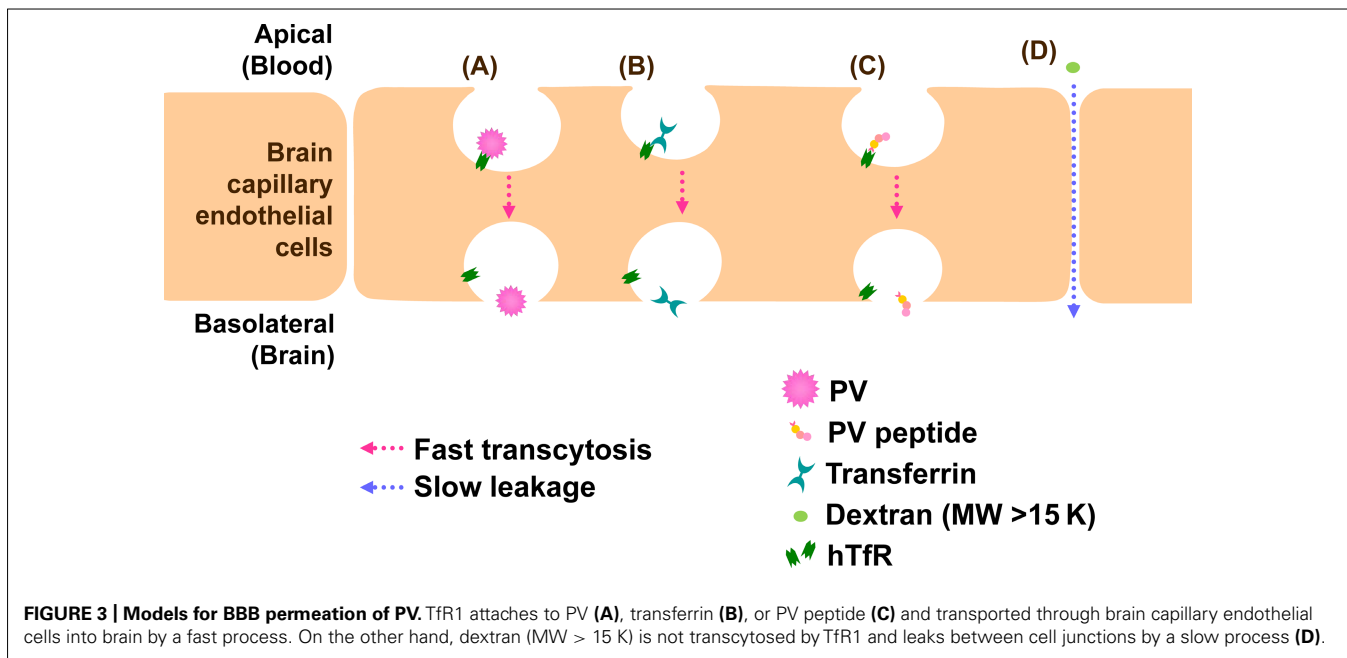 Apical
(Blood)
(A)
(B)
(C)
(D)
Brain
capillary
endothelial
cells
Basolateral
(Brain)
Fast transcytosis
Slow leakage
PV
PV peptide
Transferrin
Dextran (MW >15 K)
hTfR
FIGURE 3 | Models for BBB permeation of PV. TfR1 attaches to PV (A), transferrin (B), or PV peptide (C) and transported through brain capillary endothelial
cells into brain by a fast process. On the other hand, dextran (MW > 15 K) is not transcytosed by TfR1 and leaks between cell junctions by a slow process (D).